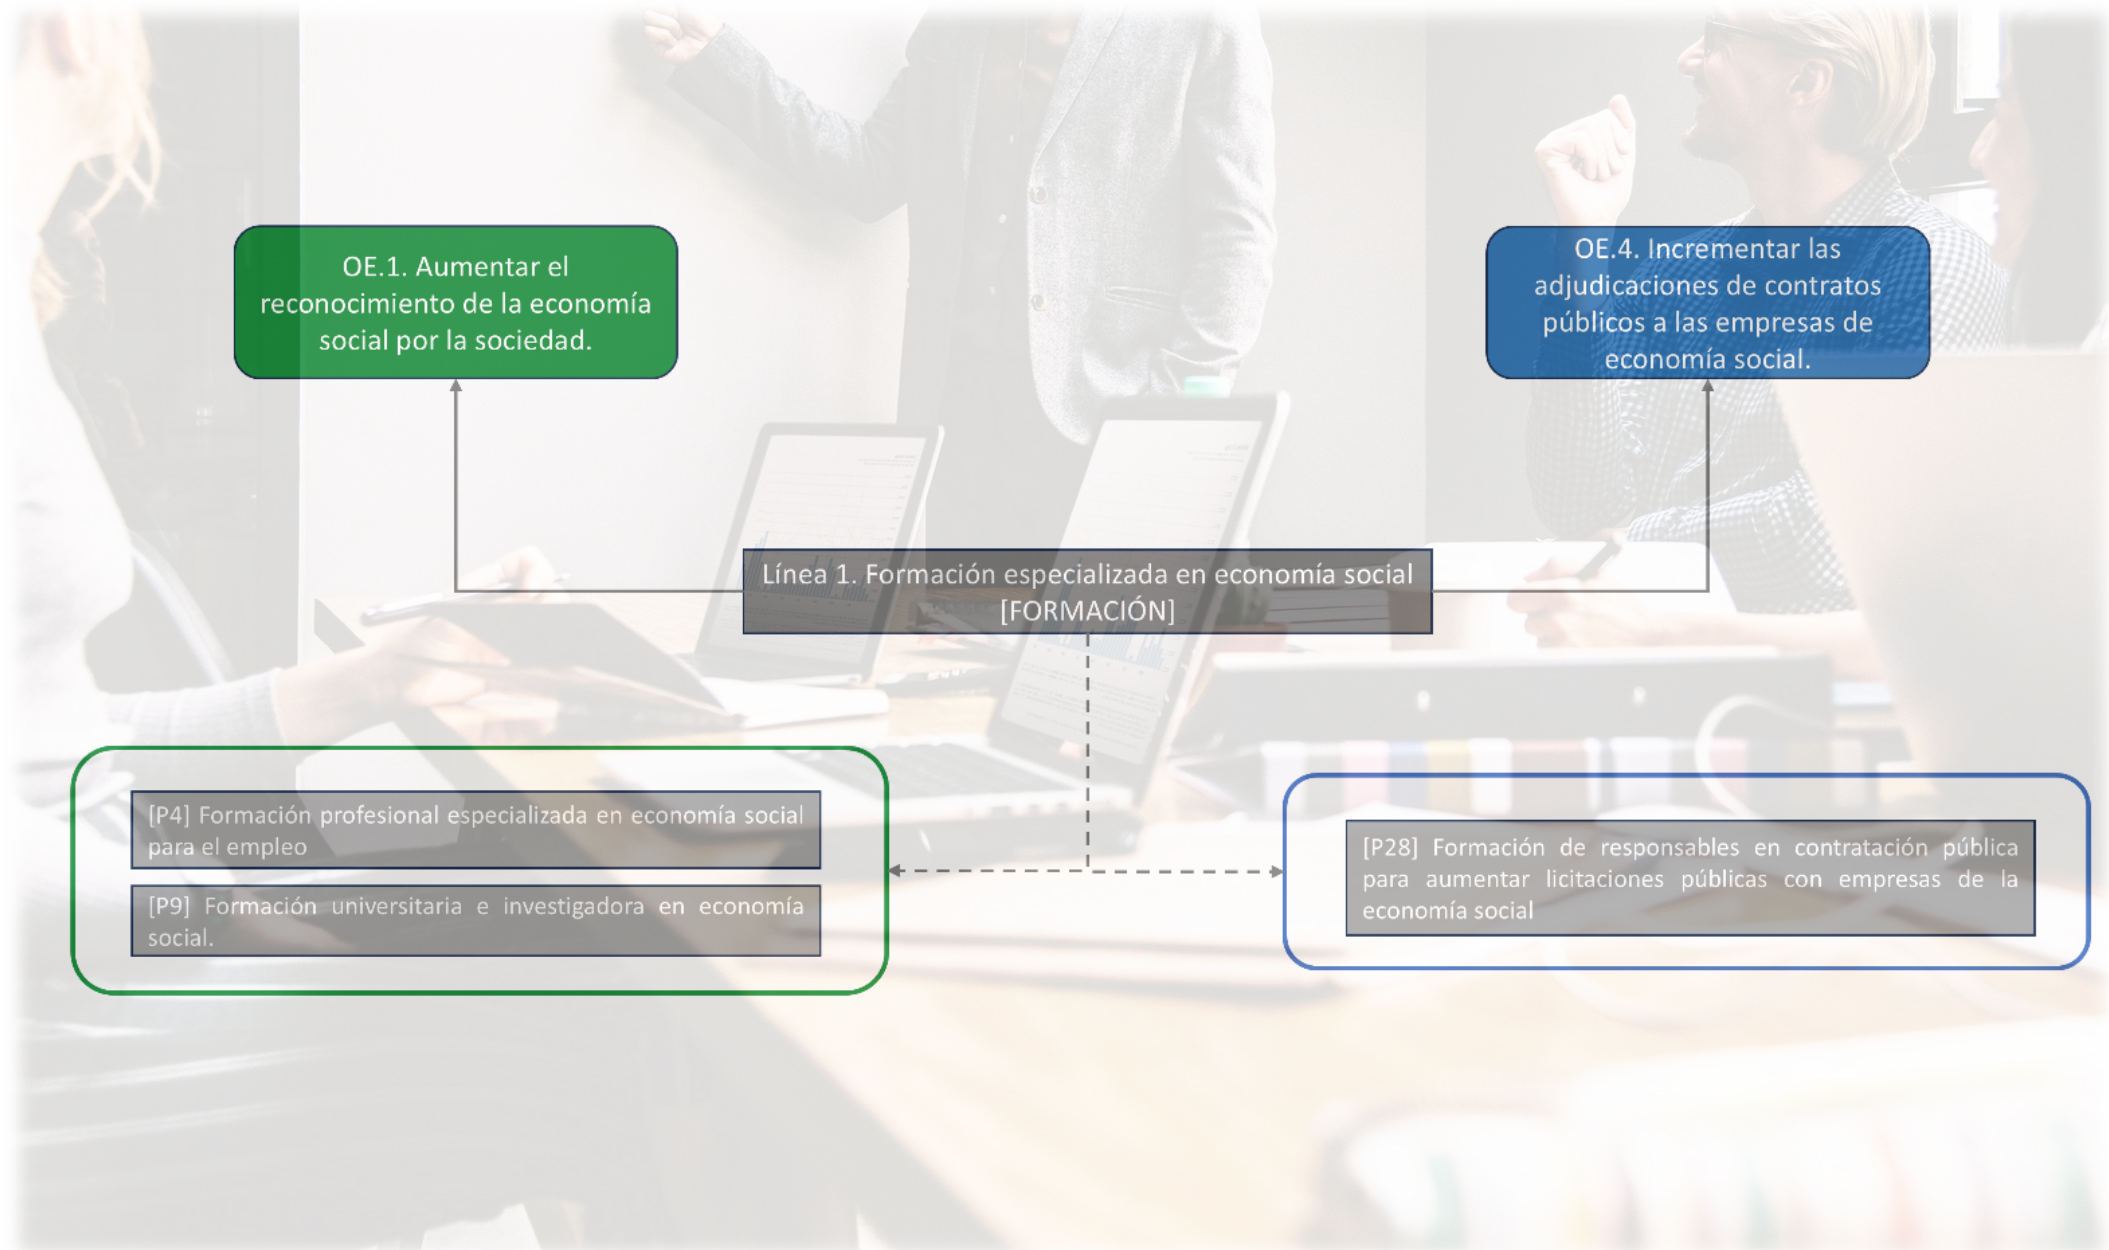 OE.1. Aumentar el
reconocimiento de la economía
social por la sociedad.
OE.4. Incrementar las
adjudicaciones de contratos
públicos a las empresas de
economía social.
Línea 1. Formación especializada en economía social
[FORMACIÓN]
[P4] Formación profesional especializada en economía social
para el empleo
[P9] Formación universitaria e investigadora en economía
social.
[P28] Formación de responsables en contratación pública
para aumentar licitaciones públicas con empresas de la
economía social